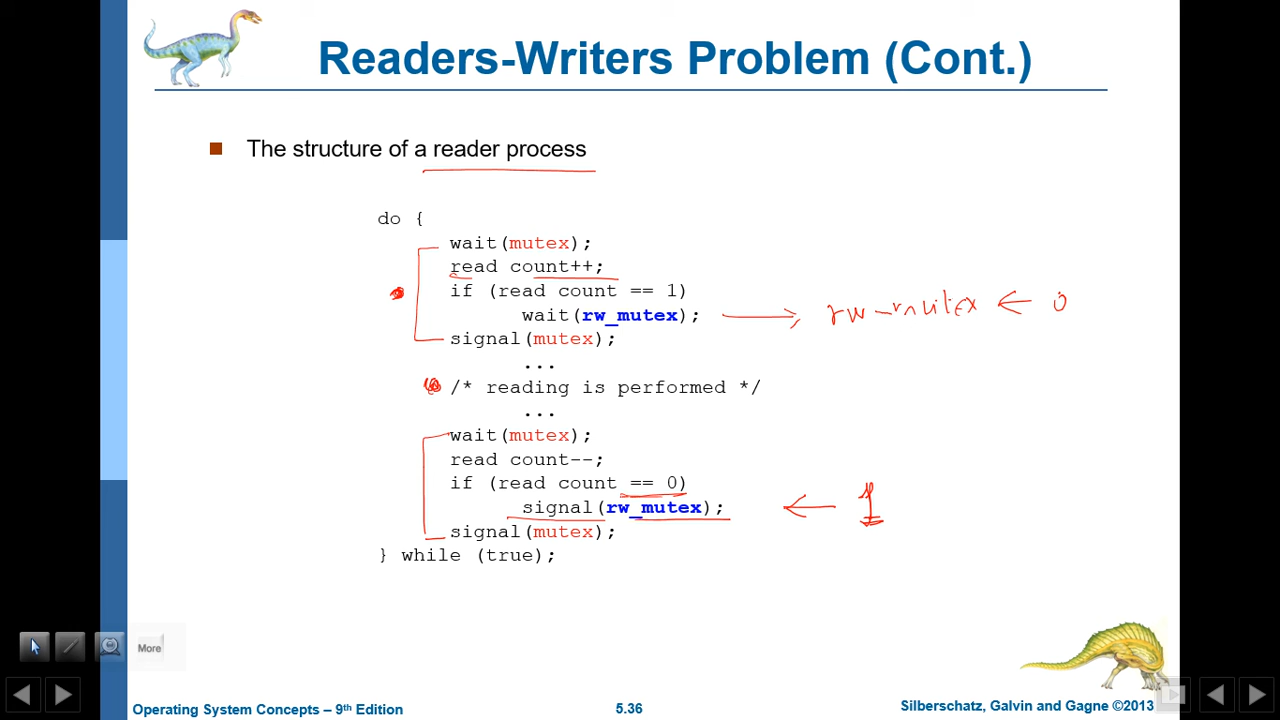 Readers-Writers Problem (Cont.)
The structure of a reader process
do {
wait(mutex);
read count++;
if (read count == 1)
wait(rw_mutex); rw_mutex ← 0
signal(mutex);
...
/* reading is performed */
...
wait(mutex);
read count--;
if (read count == 0)
signal(rw_mutex); ← 1
signal(mutex);
} while (true);
More
Operating System Concepts – 9th Edition
5.36
Silberschatz, Galvin and Gagne ©2013